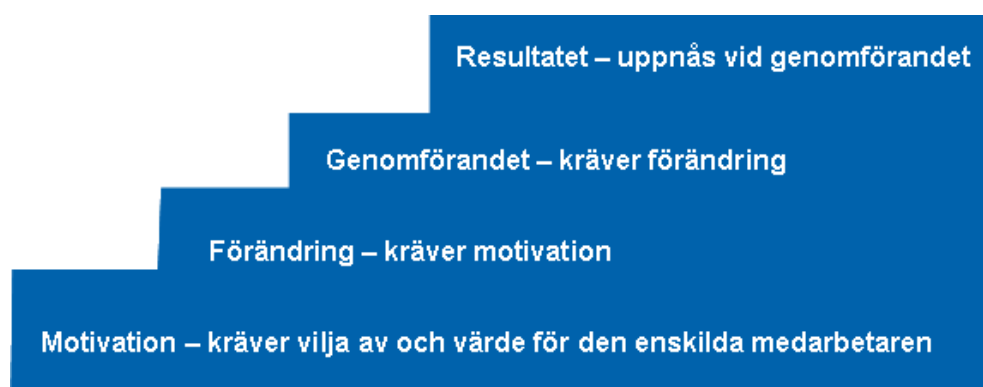 Resultatet – uppnås vid genomförandet
Genomförandet – kräver förändring
Förändring – kräver motivation
Motivation – kräver vilja av och värde för den enskilda medarbetaren